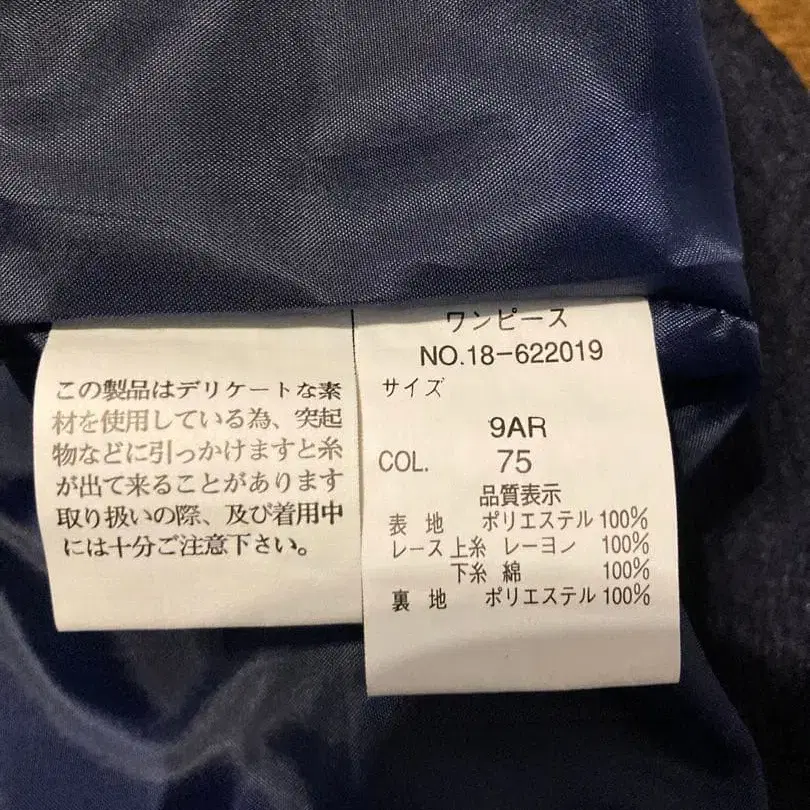 この製品はデリケートな素
材を使用している為、突起
物などに引っかけますと糸
が出て来ることがあります
取り扱いの際、及び着用中
には十分ご注意下さい。
ワンピース
NO.18-622019
サイズ
9AR
COL. 75
品質表示
表 地 ポリエステル 100%
レース 上糸 レーヨン 100%
下糸 綿 100%
裏 地 ポリエステル 100%